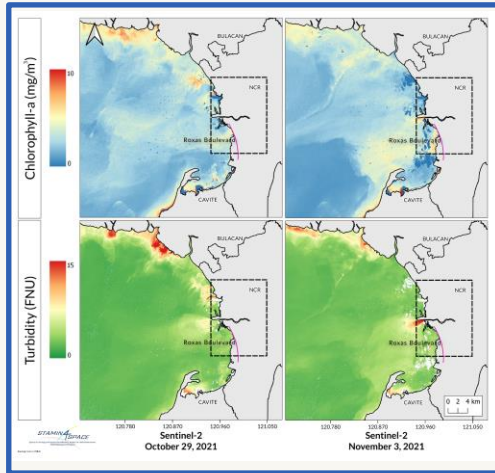 Chlorophyll-a (mg/m³)
10
0
BULACAN
NCR
Roxas Boulevard
CAVITE
BULACAN
NCR
Roxas Boulevard
CAVITE
Turbidity (FNU)
15
0
BULACAN
NCR
Roxas Boulevard
CAVITE
BULACAN
NCR
Roxas Boulevard
CAVITE
0 2 4 km
120.780 120.870 120.960 121.050
120.780 120.870 120.960 121.050
STAMINA4SPACE
Sentinel-2
October 29, 2021
Sentinel-2
November 3, 2021